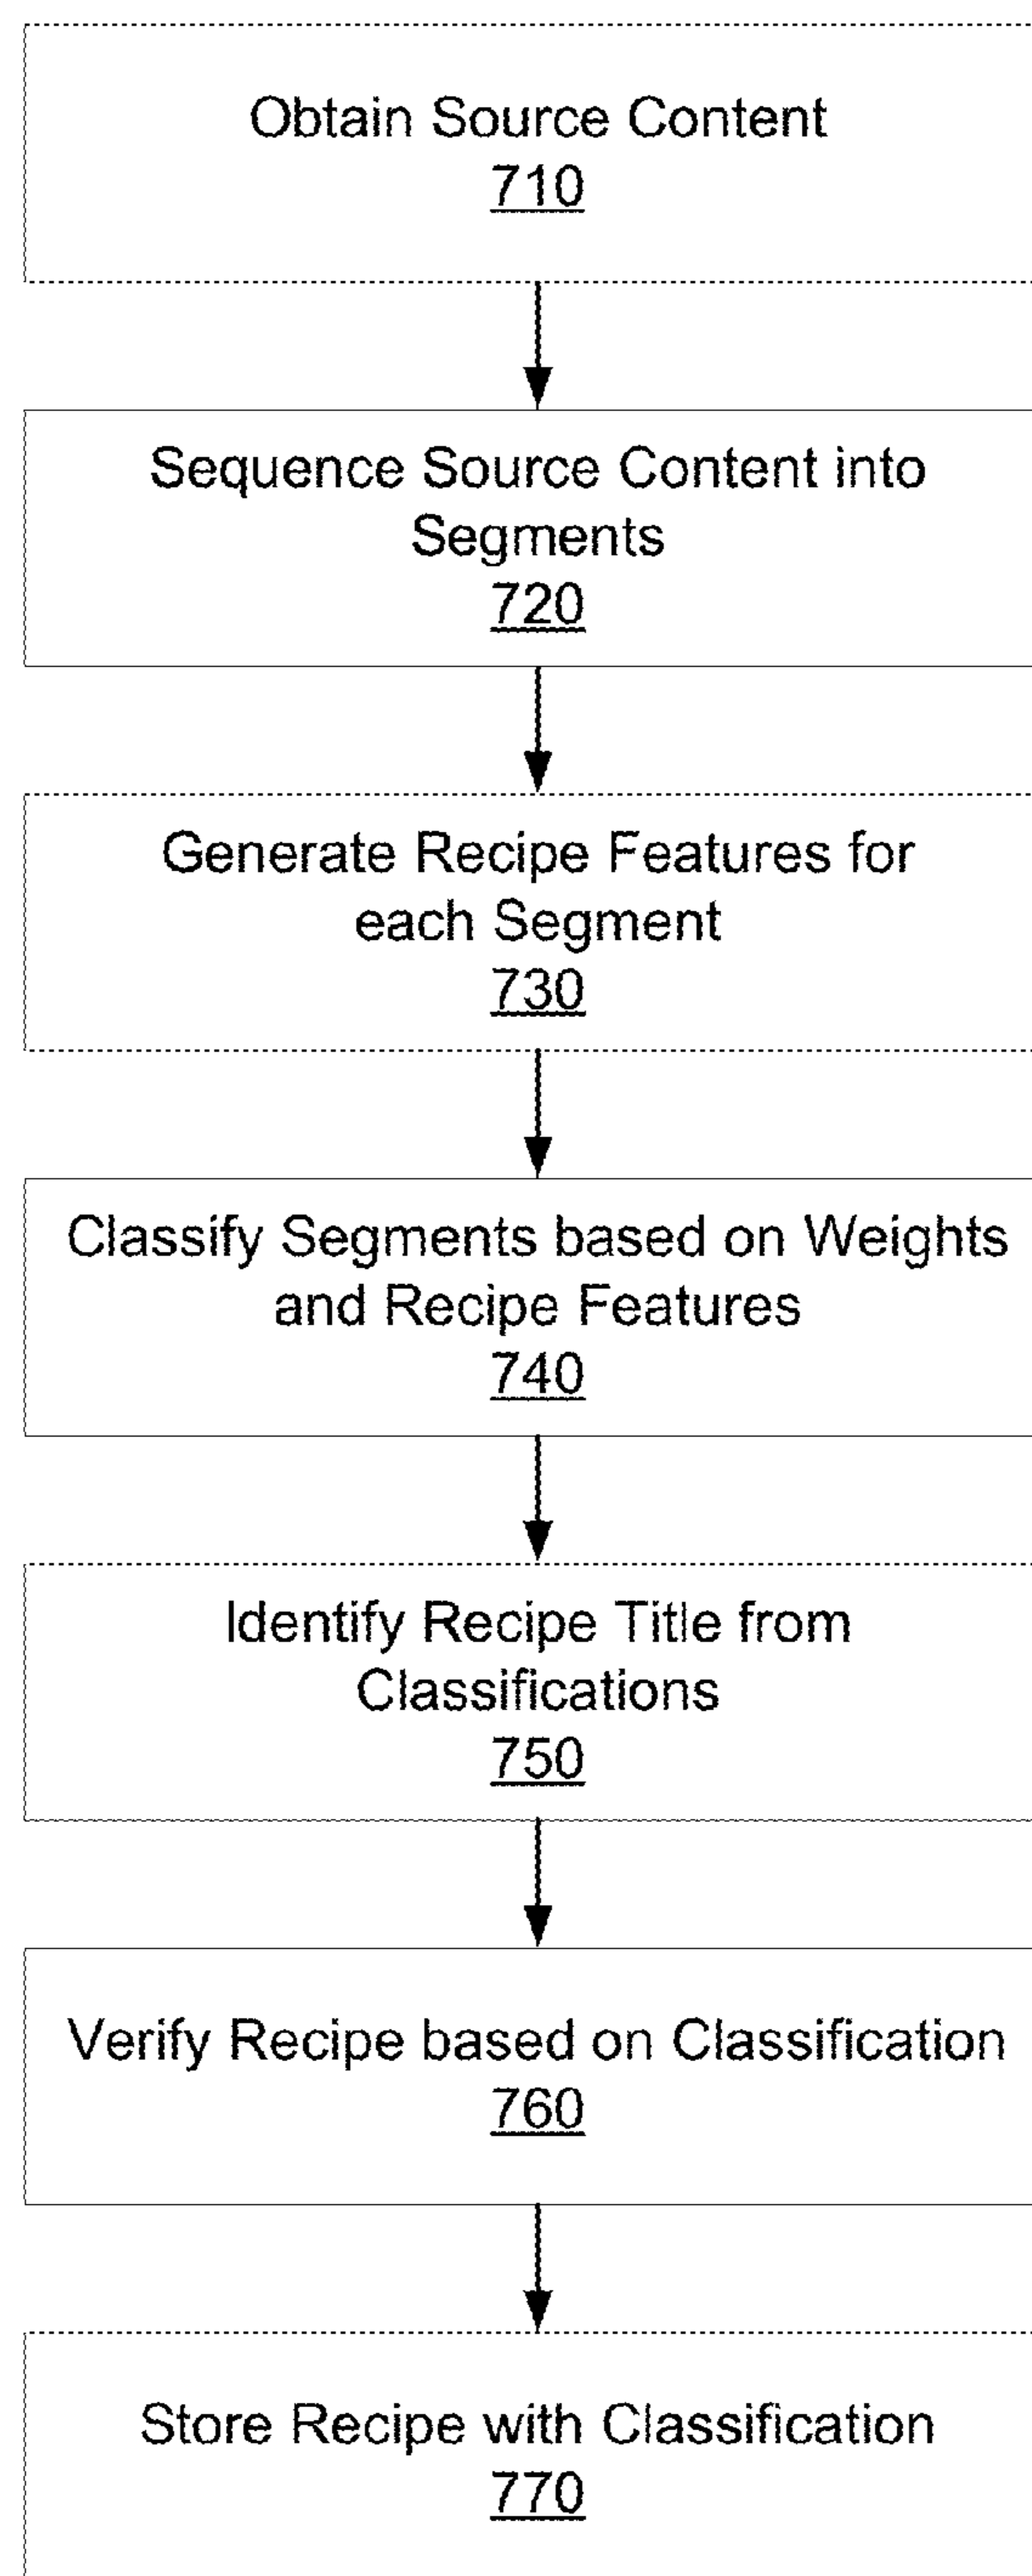 Obtain Source Content
710
Sequence Source Content into
Segments
720
Generate Recipe Features for
each Segment
730
Classify Segments based on Weights
and Recipe Features
740
Identify Recipe Title from
Classifications
750
Verify Recipe based on Classification
760
Store Recipe with Classification
770